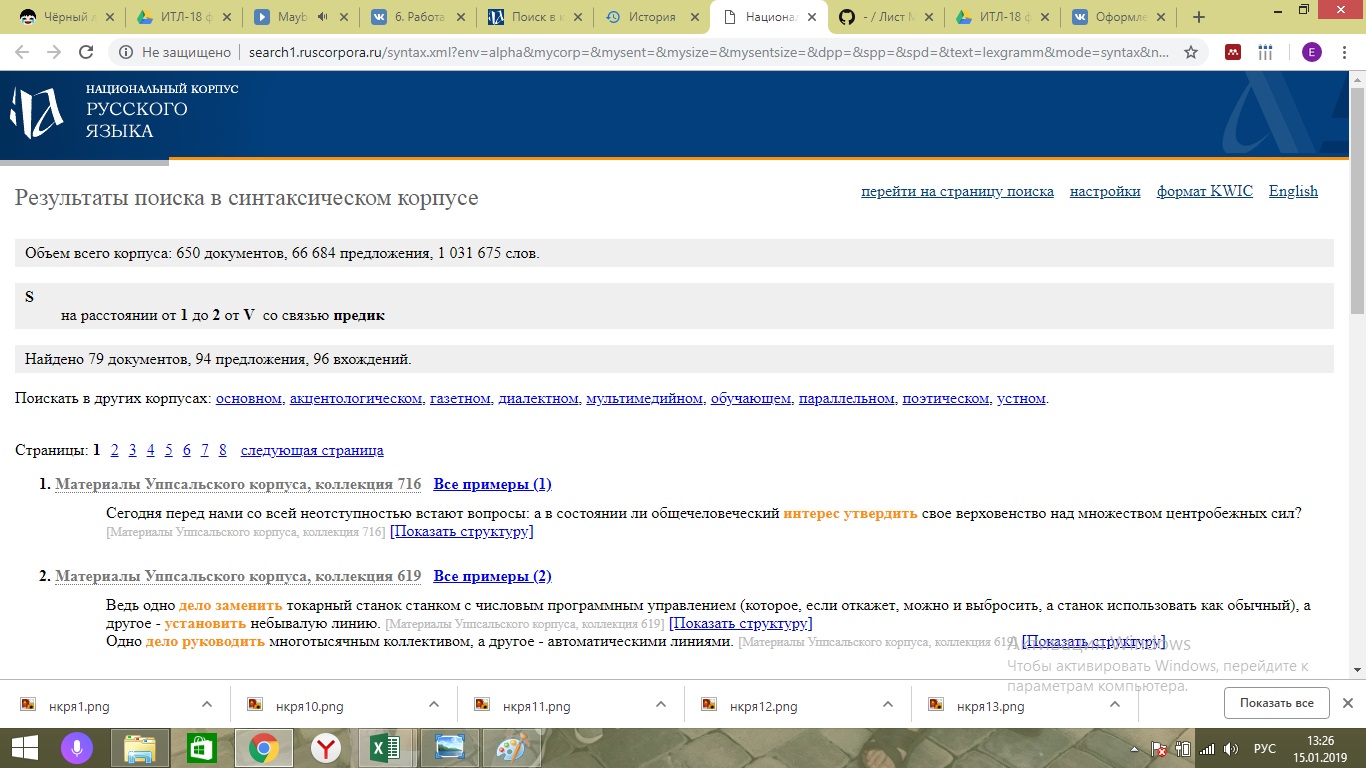 Чёрный д
ИТЛ-18 ф
Mayb
6. Работа
Поиск в к
История
Национал
- / Лист М
ИТЛ-18 ф
Оформле
Не защищено
search1.ruscorpora.ru/syntax.xml?env=alpha&mycorp=&mysent=&mysize=&mysentsize=&dpp=&spp=&spd=&text=lexgramm&mode=syntax&n...
E
НАЦИОНАЛЬНЫЙ КОРПУС
РУССКОГО
ЯЗЫКА
Результаты поиска в синтаксическом корпусе
перейти на страницу поиска настройки формат KWIC English
Объем всего корпуса: 650 документов, 66 684 предложения, 1 031 675 слов.
S
на расстоянии от 1 до 2 от V со связью предик
Найдено 79 документов, 94 предложения, 96 вхождений.
Поискать в других корпусах: основном, акцентологическом, газетном, диалектном, мультимедийном, обучающем, параллельном, поэтическом, устном.
Страницы: 1 2 3 4 5 6 7 8 следующая страница
1. Материалы Уппсальского корпуса, коллекция 716 Все примеры (1)
Сегодня перед нами со всей неотступностью встают вопросы: а в состоянии ли общечеловеческий интерес утвердить свое верховенство над множеством центробежных сил?
[Материалы Уппсальского корпуса, коллекция 716] [Показать структуру]
2. Материалы Уппсальского корпуса, коллекция 619 Все примеры (2)
Ведь одно дело заменить токарный станок станком с числовым программным управлением (которое, если откажет, можно и выбросить, а станок использовать как обычный), а
другое - установить небывалую линию. [Материалы Уппсальского корпуса, коллекция 619] [Показать структуру]
Одно дело руководить многотысячным коллективом, а другое - автоматическими линиями. [Материалы Уппсальского корпуса, коллекция 619] [Показать структуру]
Активация Windows
Чтобы активировать Windows, перейдите к
параметрам компьютера.
нкря1.png
нкря10.png
нкря11.png
нкря12.png
нкря13.png
Показать все
РУС
13:26
15.01.2019